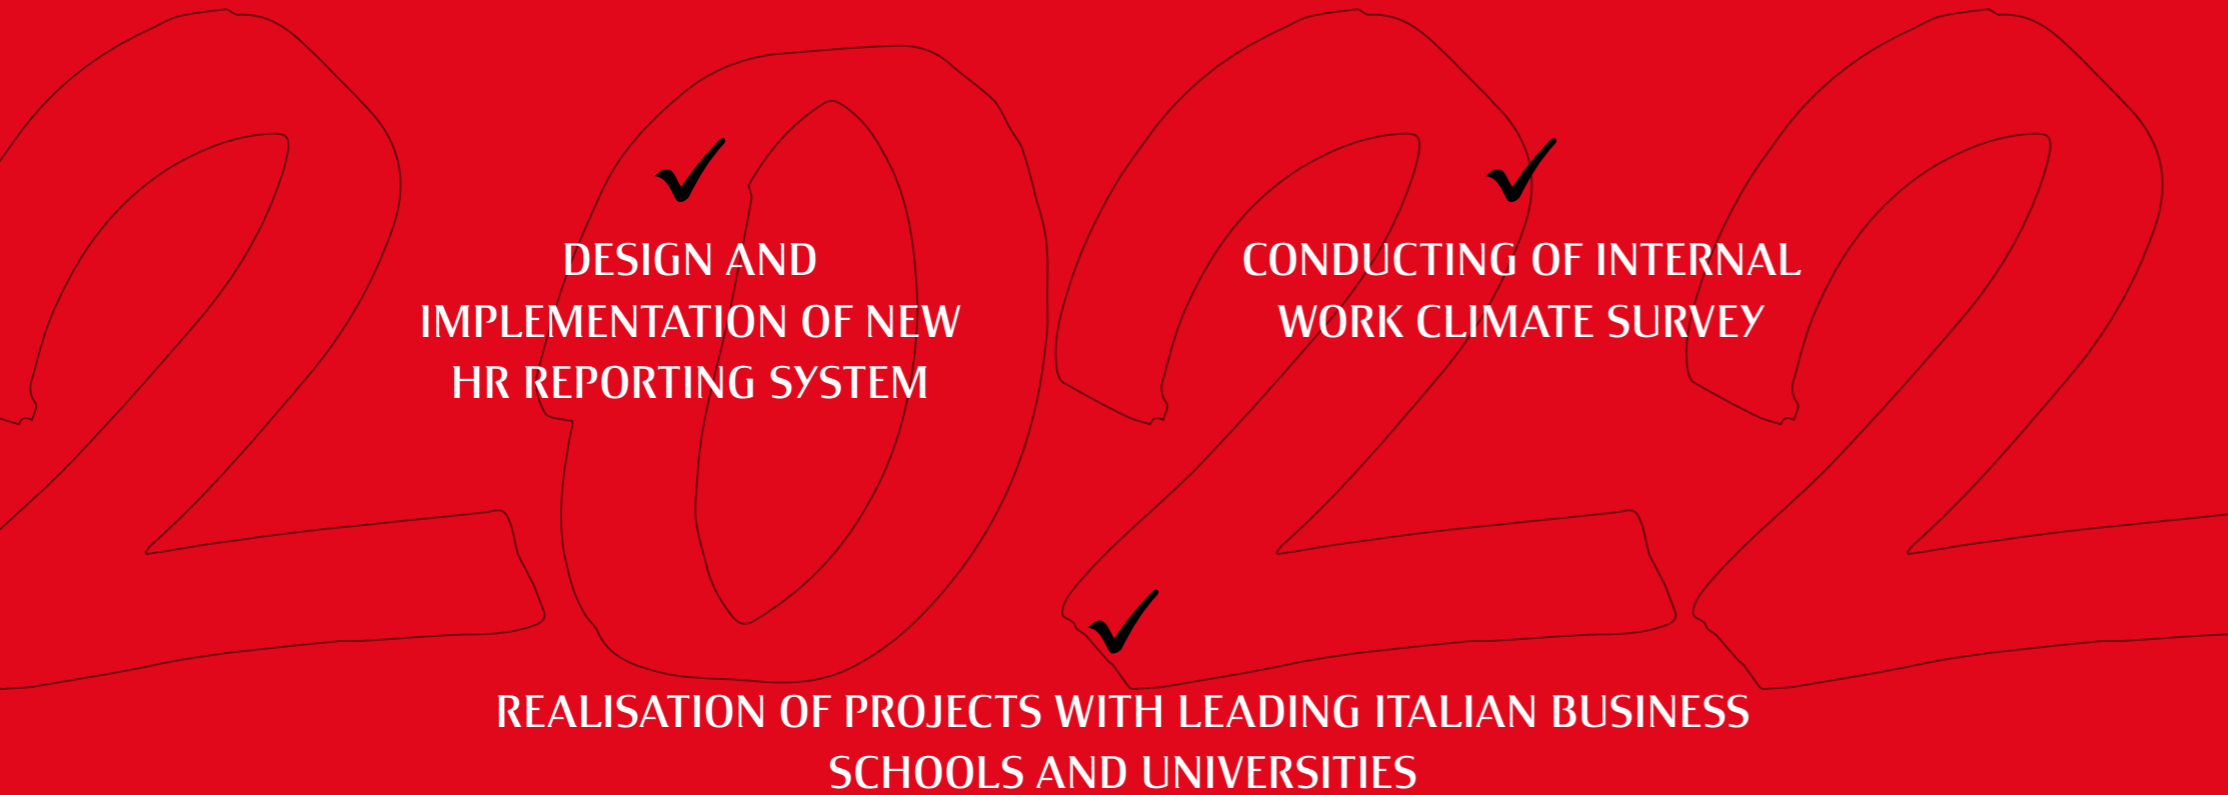 2022
DESIGN AND
IMPLEMENTATION OF NEW
HR REPORTING SYSTEM
CONDUCTING OF INTERNAL
WORK CLIMATE SURVEY
REALISATION OF PROJECTS WITH LEADING ITALIAN BUSINESS
SCHOOLS AND UNIVERSITIES